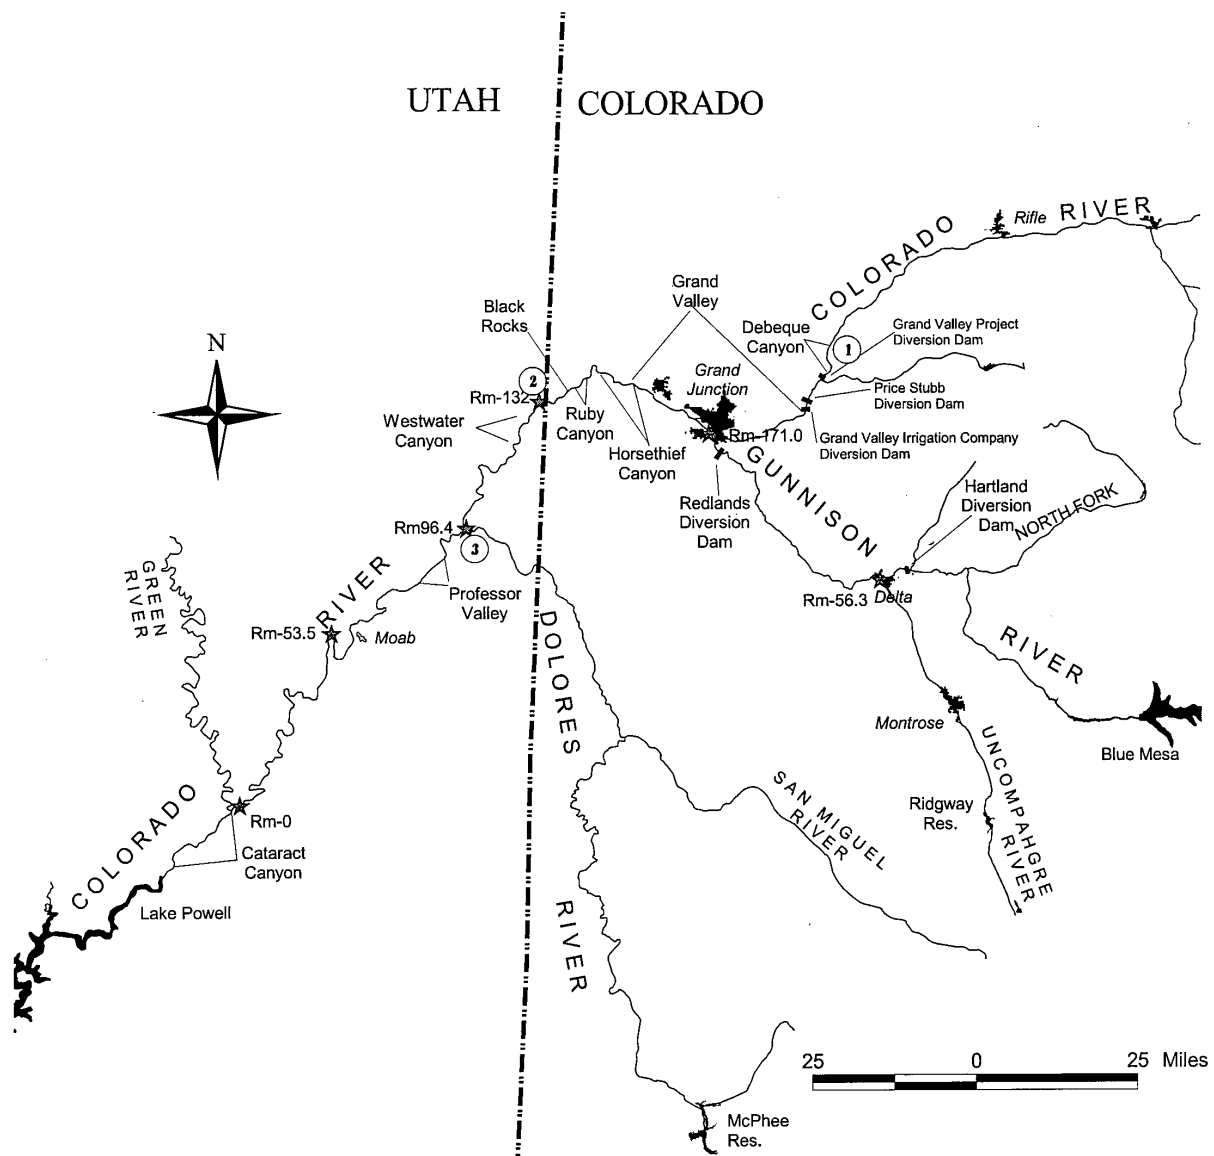 UTAH
COLORADO
Rifle
RIVER
COLORADO
Grand
Valley
Black
Rocks
Debeque
Canyon
1
Grand Valley Project
Diversion Dam
N
Grand
Junction
2
Rm-132
Price Stubb
Diversion Dam
Westwater
Canyon
Ruby
Canyon
Rm-171.0
Grand Valley Irrigation Company
Diversion Dam
Horsethief
Canyon
GUNNISON
Hartland
Diversion
Dam
NORTH FORK
Redlands
Diversion
Dam
Rm96.4
3
GREEN
RIVER
RIVER
Professor
Valley
Rm-56.3
Delta
Rm-53.5
Moab
DOLORES
RIVER
Montrose
Blue Mesa
UNCOMPAHGRE
RIVER
SAN MIGUEL
RIVER
Ridgway
Res.
COLORADO
Rm-0
Cataract
Canyon
Lake Powell
RIVER
25
0
25
Miles
McPhee
Res.